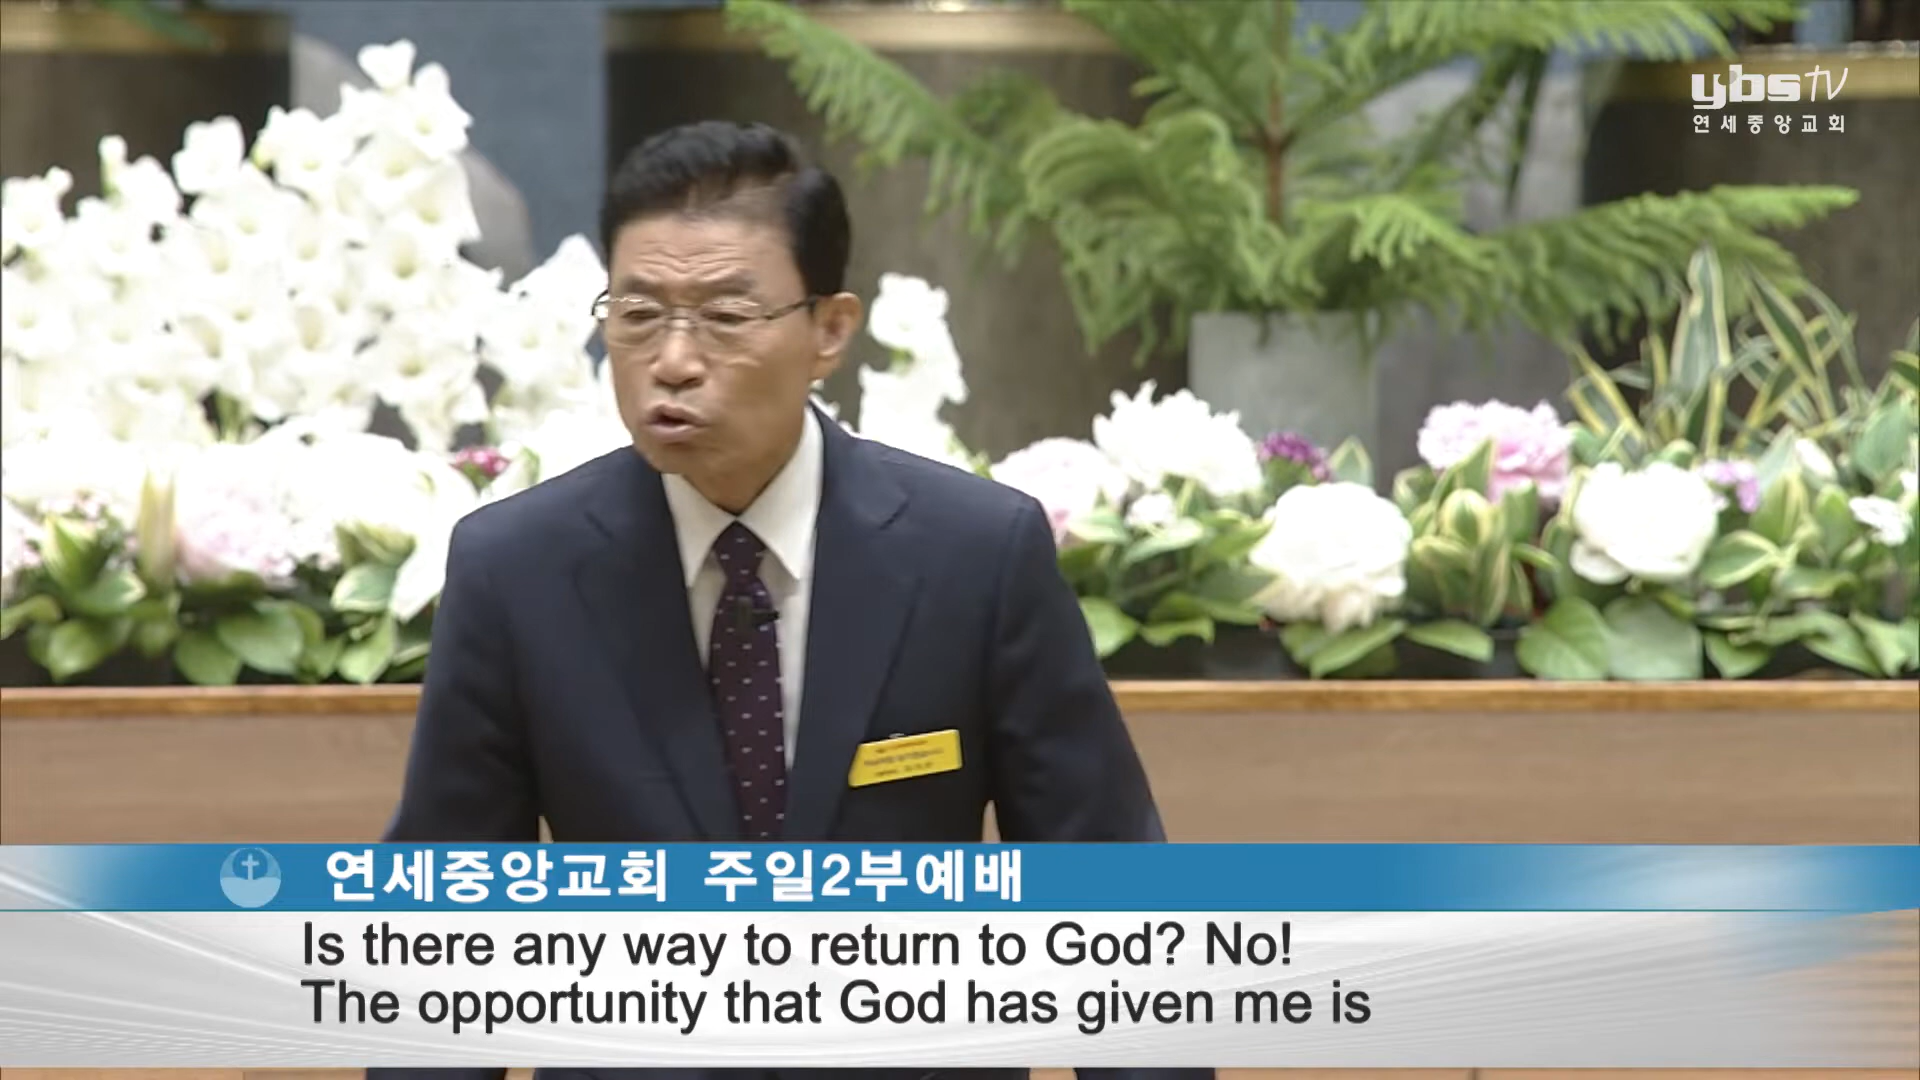 ybstv
연세중앙교회
연세중앙교회 주일2부예배
Is there any way to return to God? No!
The opportunity that God has given me is